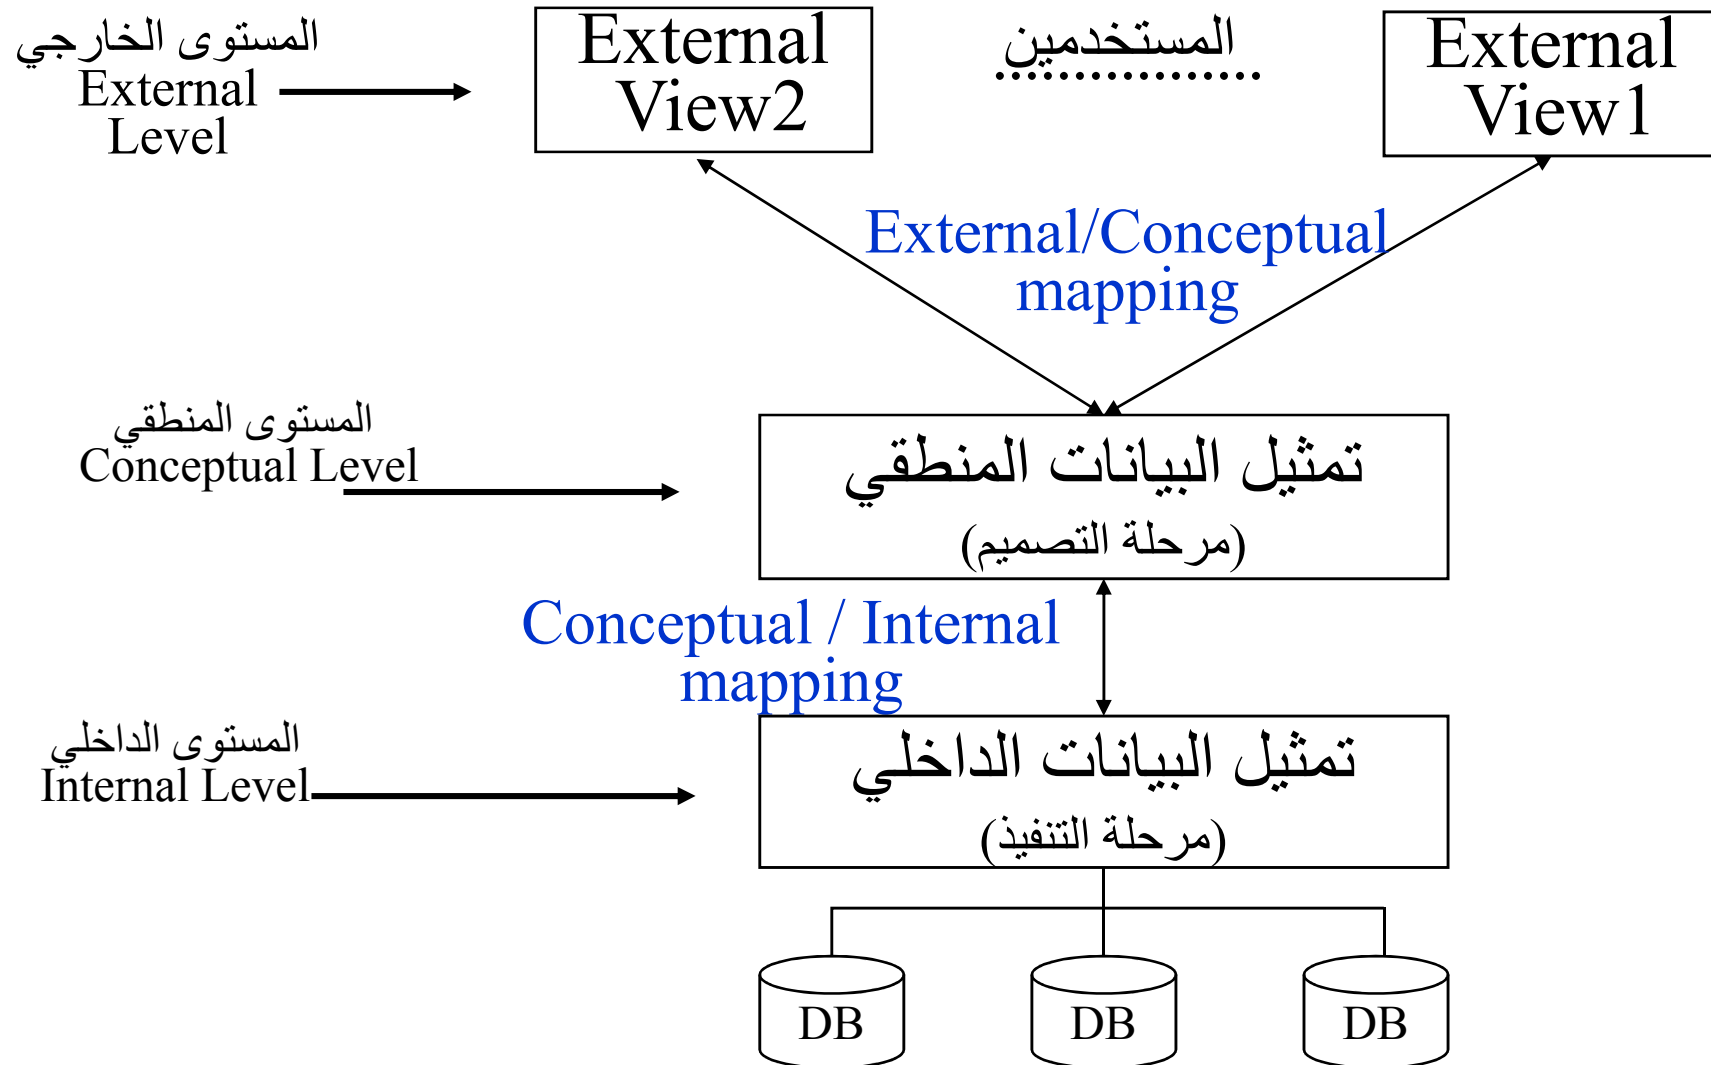 المستوى الخارجي
External
Level
External
View2
المستخدمين
................
External
View1
External/Conceptual
mapping
المستوى المنطقي
Conceptual Level
تمثيل البيانات المنطقي
(مرحلة التصميم)
Conceptual / Internal
mapping
المستوى الداخلي
Internal Level
تمثيل البيانات الداخلي
(مرحلة التنفيذ)
DB
DB
DB